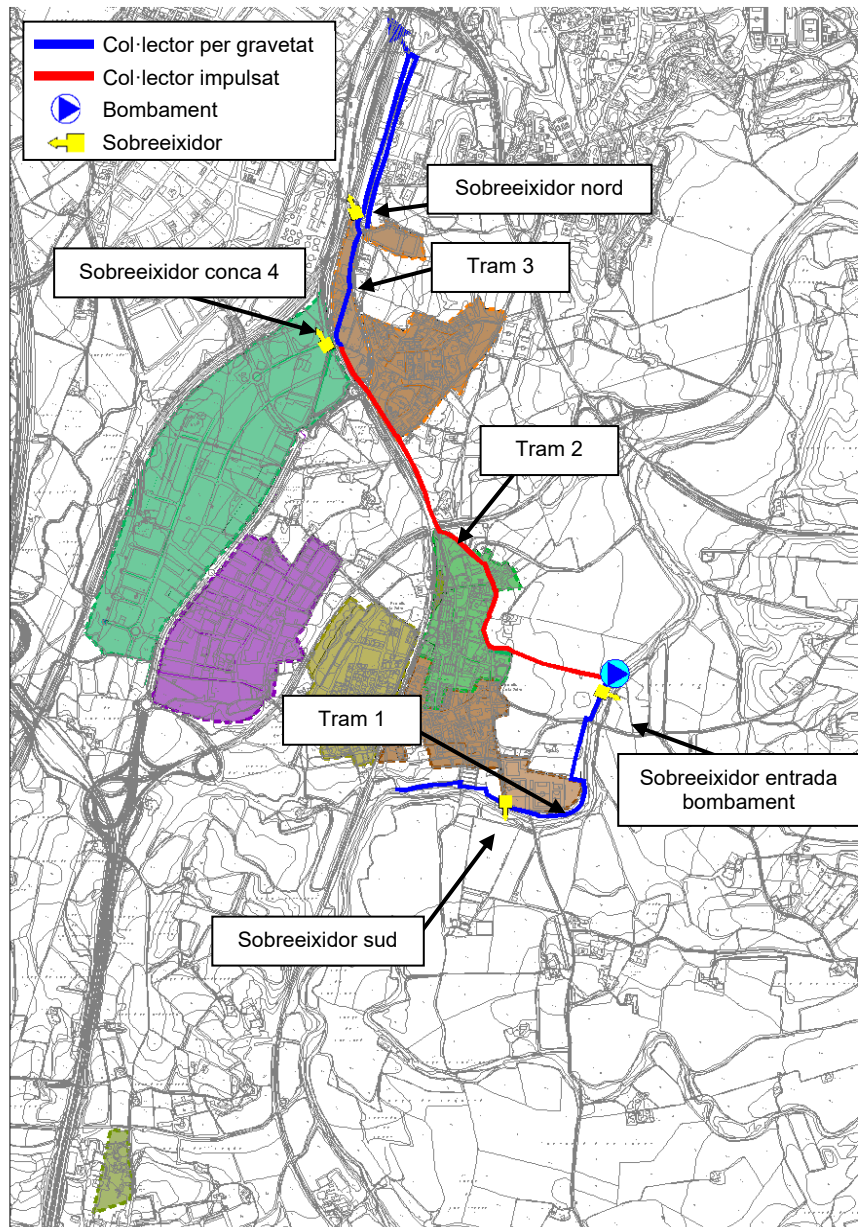 Col·lector per gravetat
Col·lector impulsat
Bombament
Sobreeixidor
Sobreeixidor nord
Sobreeixidor conca 4
Tram 3
Tram 2
Tram 1
Sobreeixidor entrada
bombament
Sobreeixidor sud